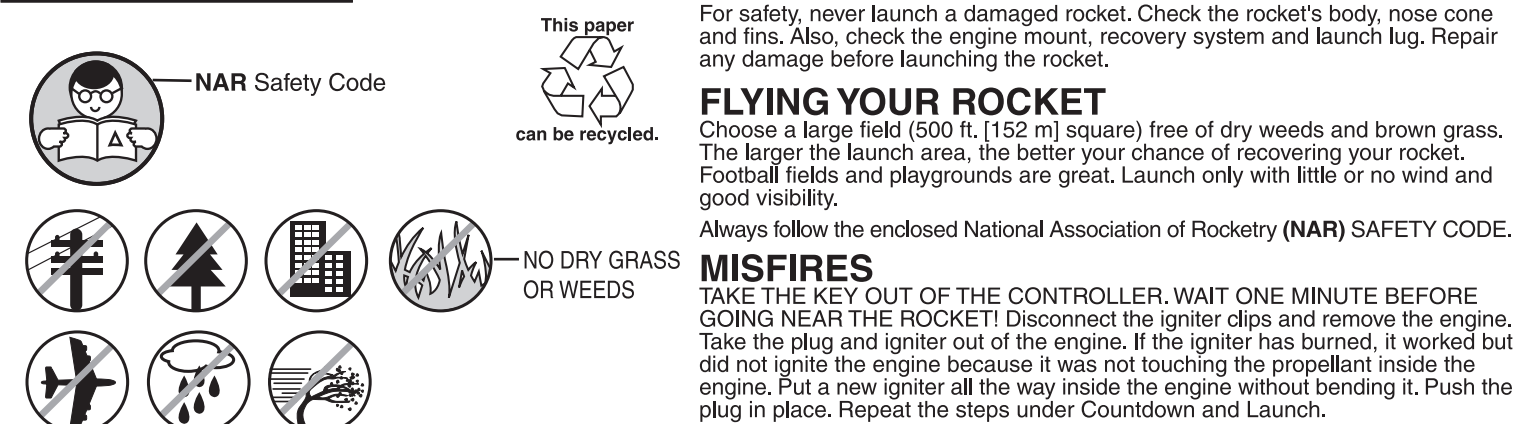 This paper
can be recycled.
NAR Safety Code
NO DRY GRASS
OR WEEDS
For safety, never launch a damaged rocket. Check the rocket's body, nose cone
and fins. Also, check the engine mount, recovery system and launch lug. Repair
any damage before launching the rocket.
FLYING YOUR ROCKET
Choose a large field (500 ft. [152 m] square) free of dry weeds and brown grass.
The larger the launch area, the better your chance of recovering your rocket.
Football fields and playgrounds are great. Launch only with little or no wind and
good visibility.
Always follow the enclosed National Association of Rocketry (NAR) SAFETY CODE.
MISFIRES
TAKE THE KEY OUT OF THE CONTROLLER. WAIT ONE MINUTE BEFORE
GOING NEAR THE ROCKET! Disconnect the igniter clips and remove the engine.
Take the plug and igniter out of the engine. If the igniter has burned, it worked but
did not ignite the engine because it was not touching the propellant inside the
engine. Put a new igniter all the way inside the engine without bending it. Push the
plug in place. Repeat the steps under Countdown and Launch.